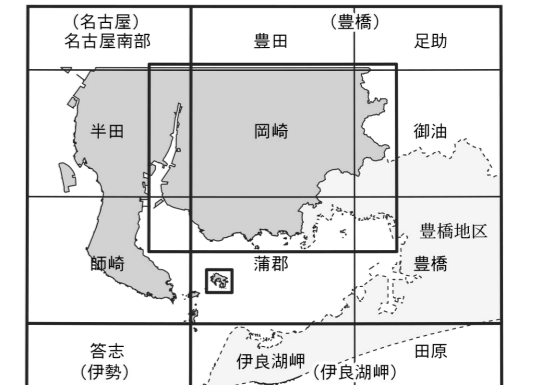 （名古屋）
名古屋南部
豊田
（豊橋）
足助
半田
岡崎
御油
師崎
蒲郡
豊橋地区
豊橋
答志
（伊勢）
伊良湖岬
（伊良湖岬）
田原